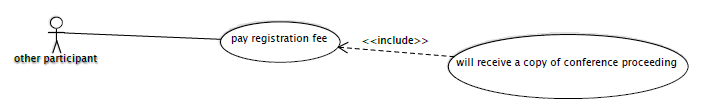 pay registration fee
<<include>>
other participant
will receive a copy of conference proceeding